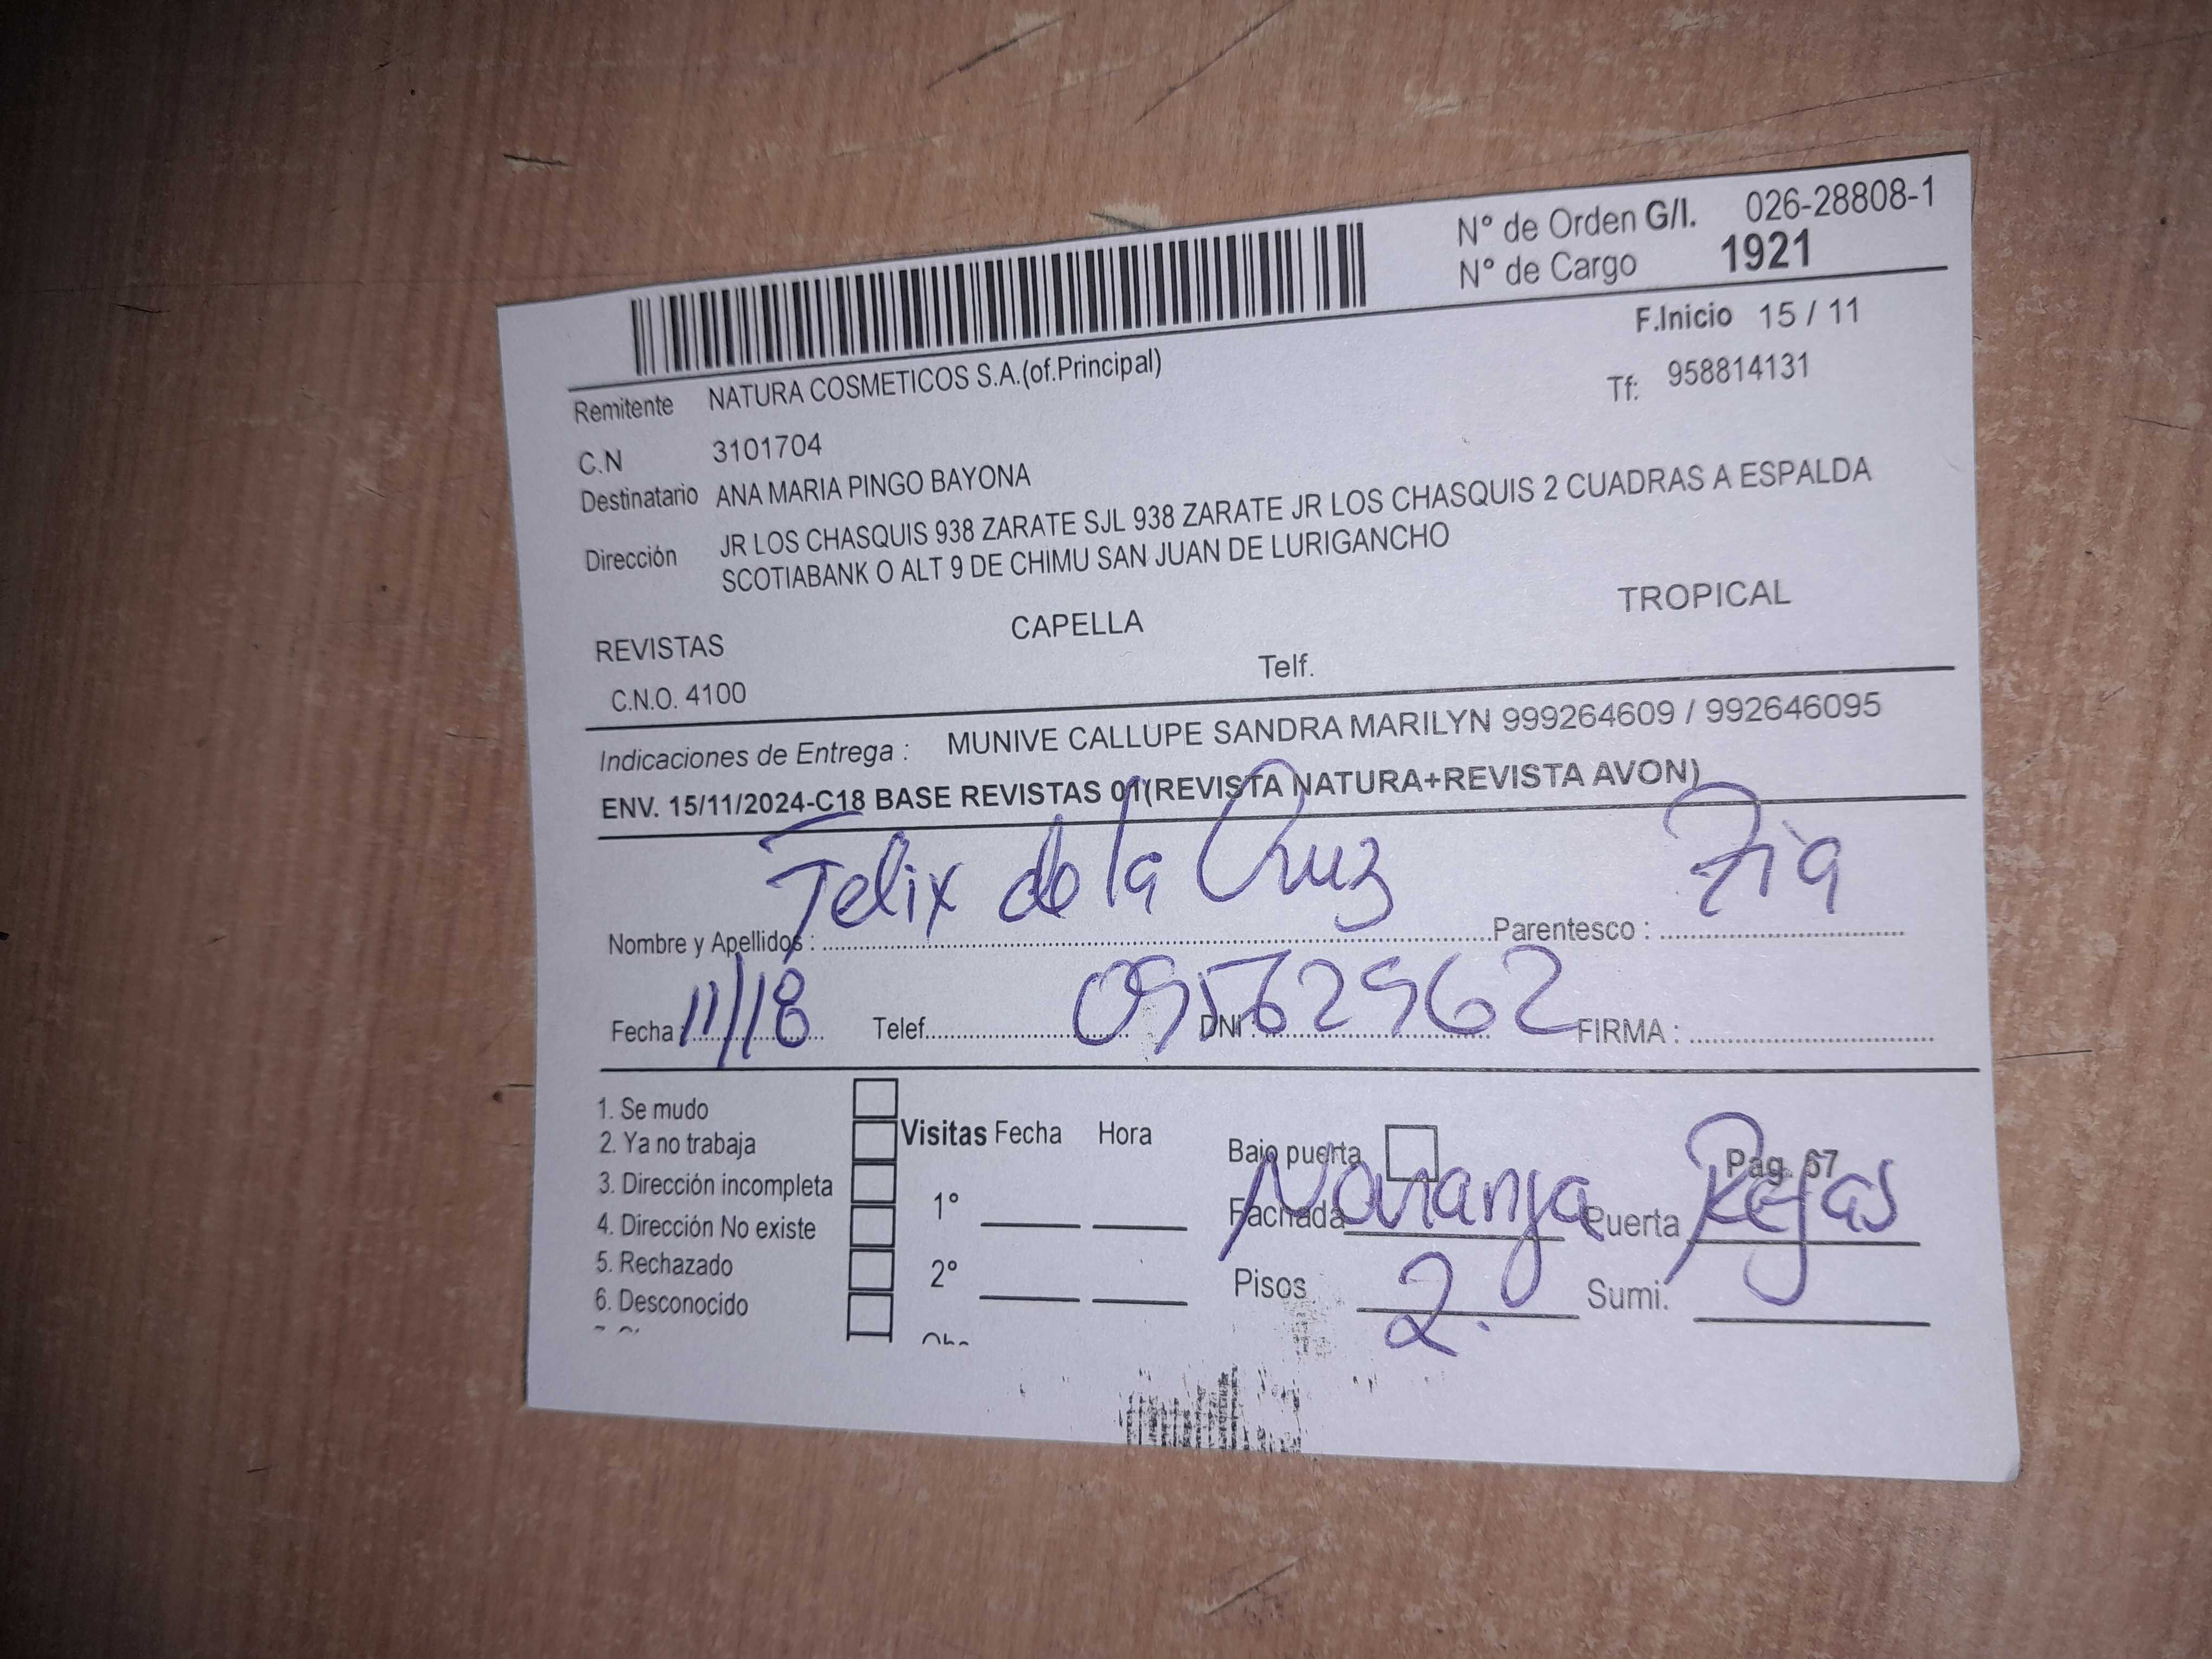 N° de Orden G/I. 026-28808-1
N° de Cargo 1921
F.Inicio 15 / 11
Remitente NATURA COSMETICOS S.A.(of.Principal) Tf: 958814131
C.N 3101704
Destinatario ANA MARIA PINGO BAYONA
Dirección JR LOS CHASQUIS 938 ZARATE SJL 938 ZARATE JR LOS CHASQUIS 2 CUADRAS A ESPALDA
SCOTIABANK O ALT 9 DE CHIMU SAN JUAN DE LURIGANCHO
REVISTAS CAPELLA TROPICAL
C.N.O. 4100 Telf.
Indicaciones de Entrega : MUNIVE CALLUPE SANDRA MARILYN 999264609 / 992646095
ENV. 15/11/2024-C18 BASE REVISTAS 01(REVISTA NATURA+REVISTA AVON)
Nombre y Apellidos : Felix de la Cruz Parentesco :
Fecha : 11/18 Telef. DNI : FIRMA :
1. Se mudo
2. Ya no trabaja Visitas Fecha Hora Bajo puerta Pag. 67
3. Dirección incompleta
4. Dirección No existe 1° Fachada Naranja Puerta Rejas
5. Rechazado 2° Pisos 2. Sumi.
6. Desconocido